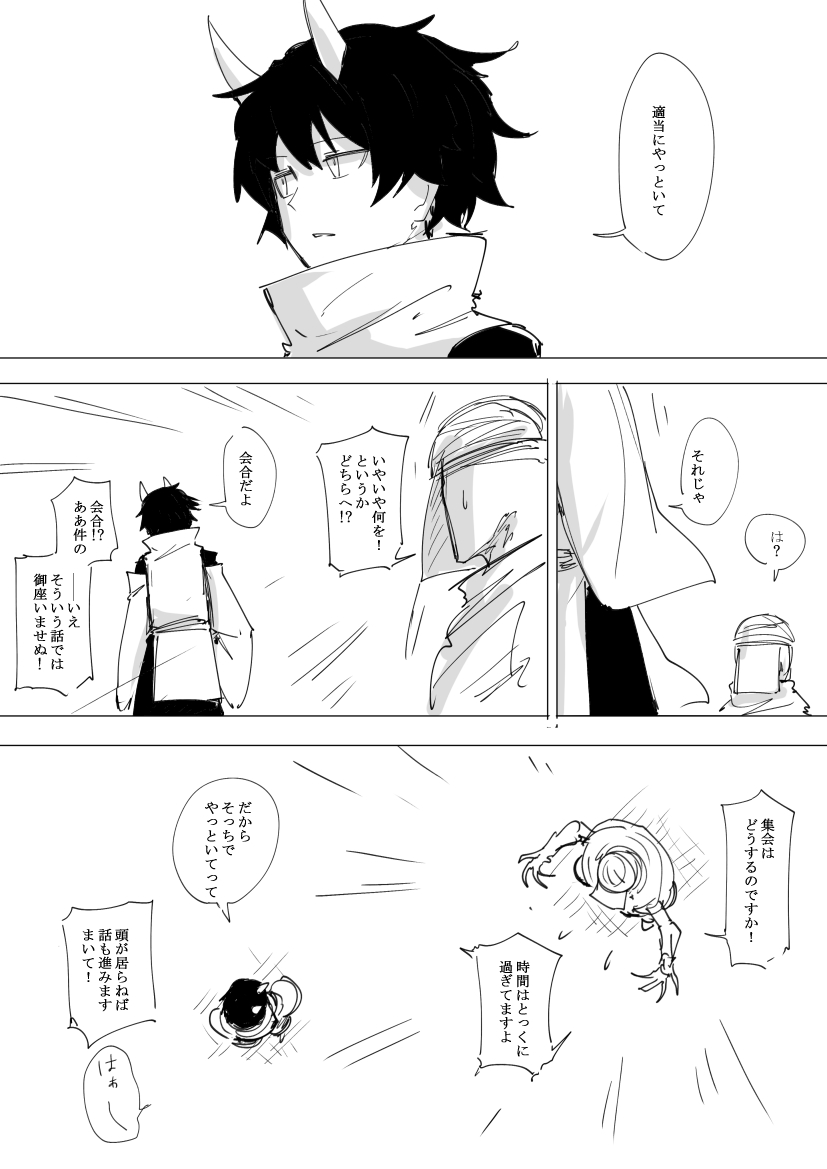 適当にやっといて
それじゃ
は?
いやいや何を!
というか
どちらへ!?
会合だよ
会合!?
ああ件の
――いえ
そういう話では
御座いませぬ!
集会は
どうするのですか!
時間はとっくに
過ぎてますよ
だから
そっちで
やっといてって
頭が居らねば
話も進みます
まいて!
はぁ